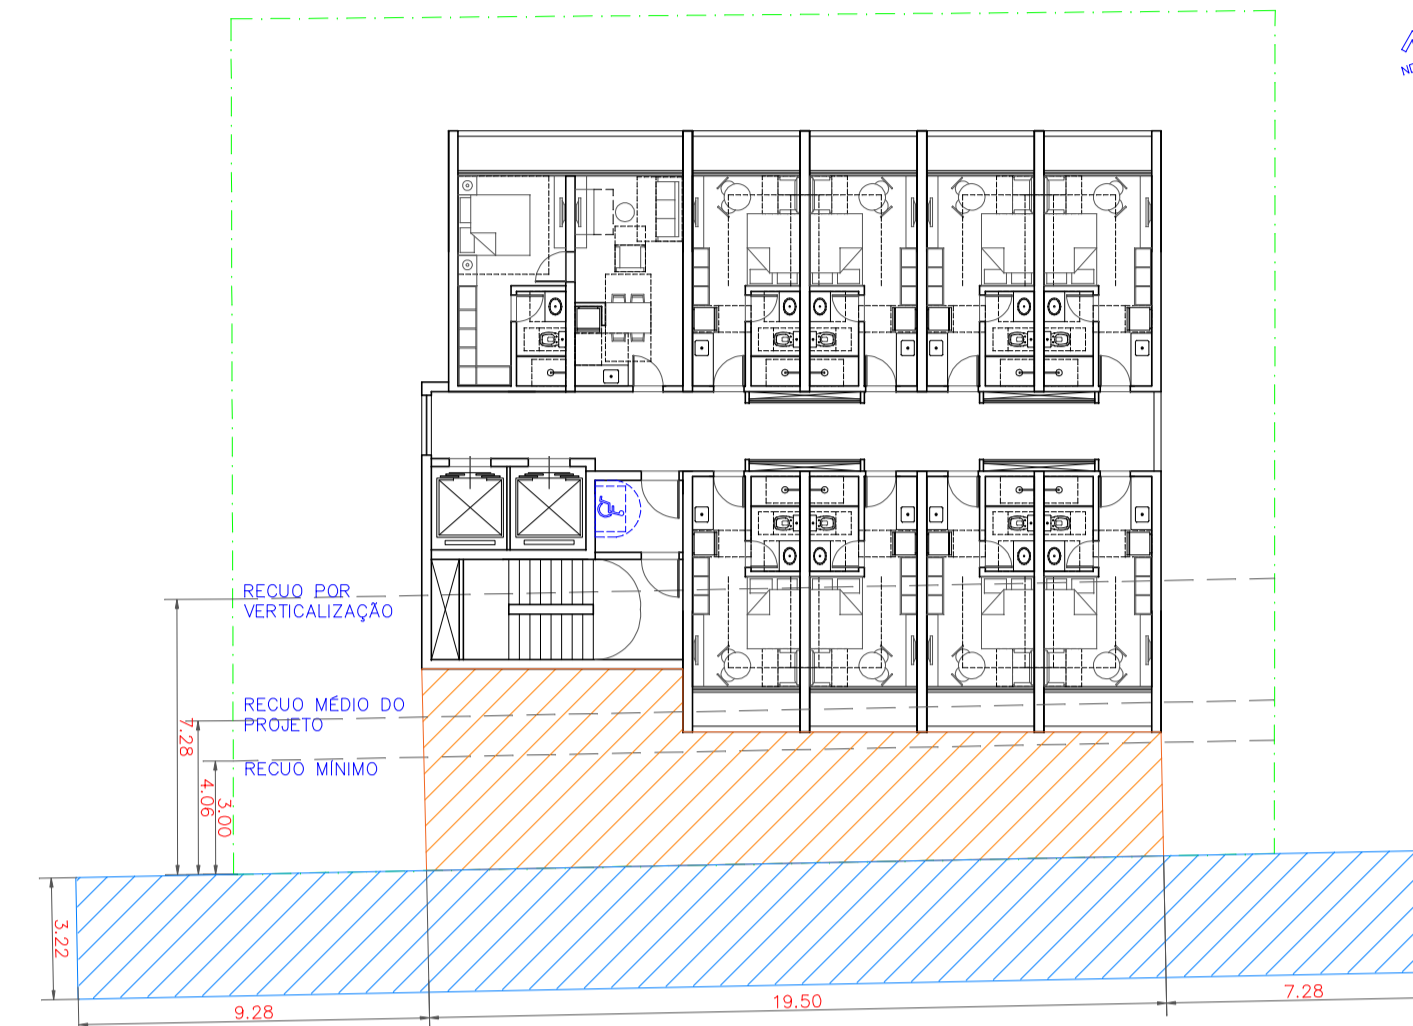 RECUO POR
VERTICALIZAÇÃO
RECUO MÉDIO DO
PROJETO
RECUO MÍNIMO
7.28
4.06
3.00
3.22
9.28
19.50
7.28